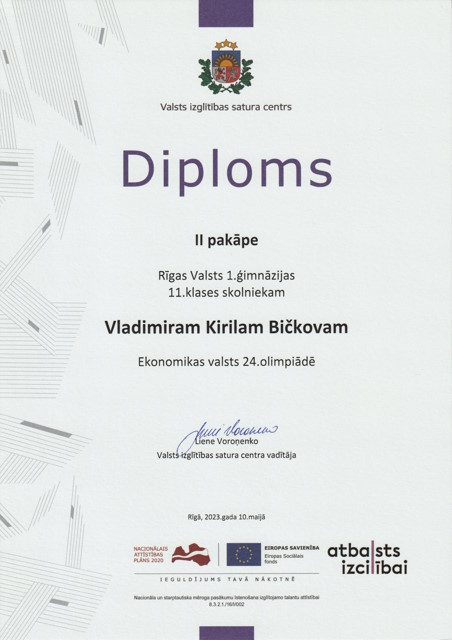 Valsts izglītības satura centrs
Diploms
II pakāpe
Rīgas Valsts 1.ģimnāzijas
11.klases skolniekam
Vladimiram Kirilam Bičkovam
Ekonomikas valsts 24.olimpiādē
Liene Voroņenko
Valsts izglītības satura centra vadītāja
Rīgā, 2023.gada 10.maijā
NACIONĀLAIS
ATTĪSTĪBAS
PLĀNS 2020
EIROPAS SAVIENĪBA
Eiropas Sociālais
fonds
atbalsts
izcilībai
IEGULDĪJUMS TAVĀ NĀKOTNĒ
Nacionāla un starptautiska mēroga pasākumu īstenošana izglītojamo talantu attīstībai
8.3.2.1./16/I/002